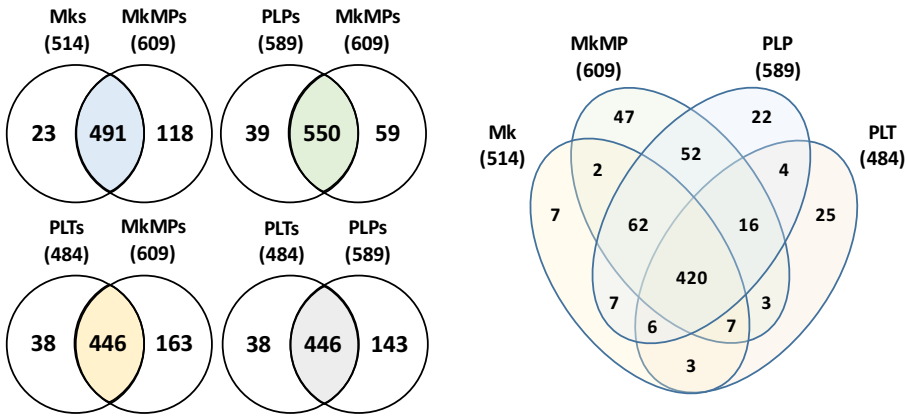 Mks MkMPs
(514) (609)
23 491 118
PLPs MkMPs
(589) (609)
39 550 59
PLTs MkMPs
(484) (609)
38 446 163
PLTs PLPs
(484) (589)
38 446 143
MkMP
(609)
PLP
(589)
Mk
(514)
PLT
(484)
47 22
52
2 4
7 25
62 16
420
7 3
6 7
3